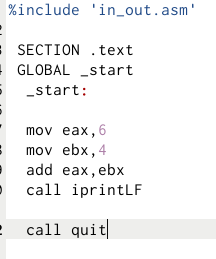 %include 'in_out.asm'
SECTION .text
GLOBAL _start
_start:
mov eax,6
mov ebx,4
add eax,ebx
call iprintLF
call quit